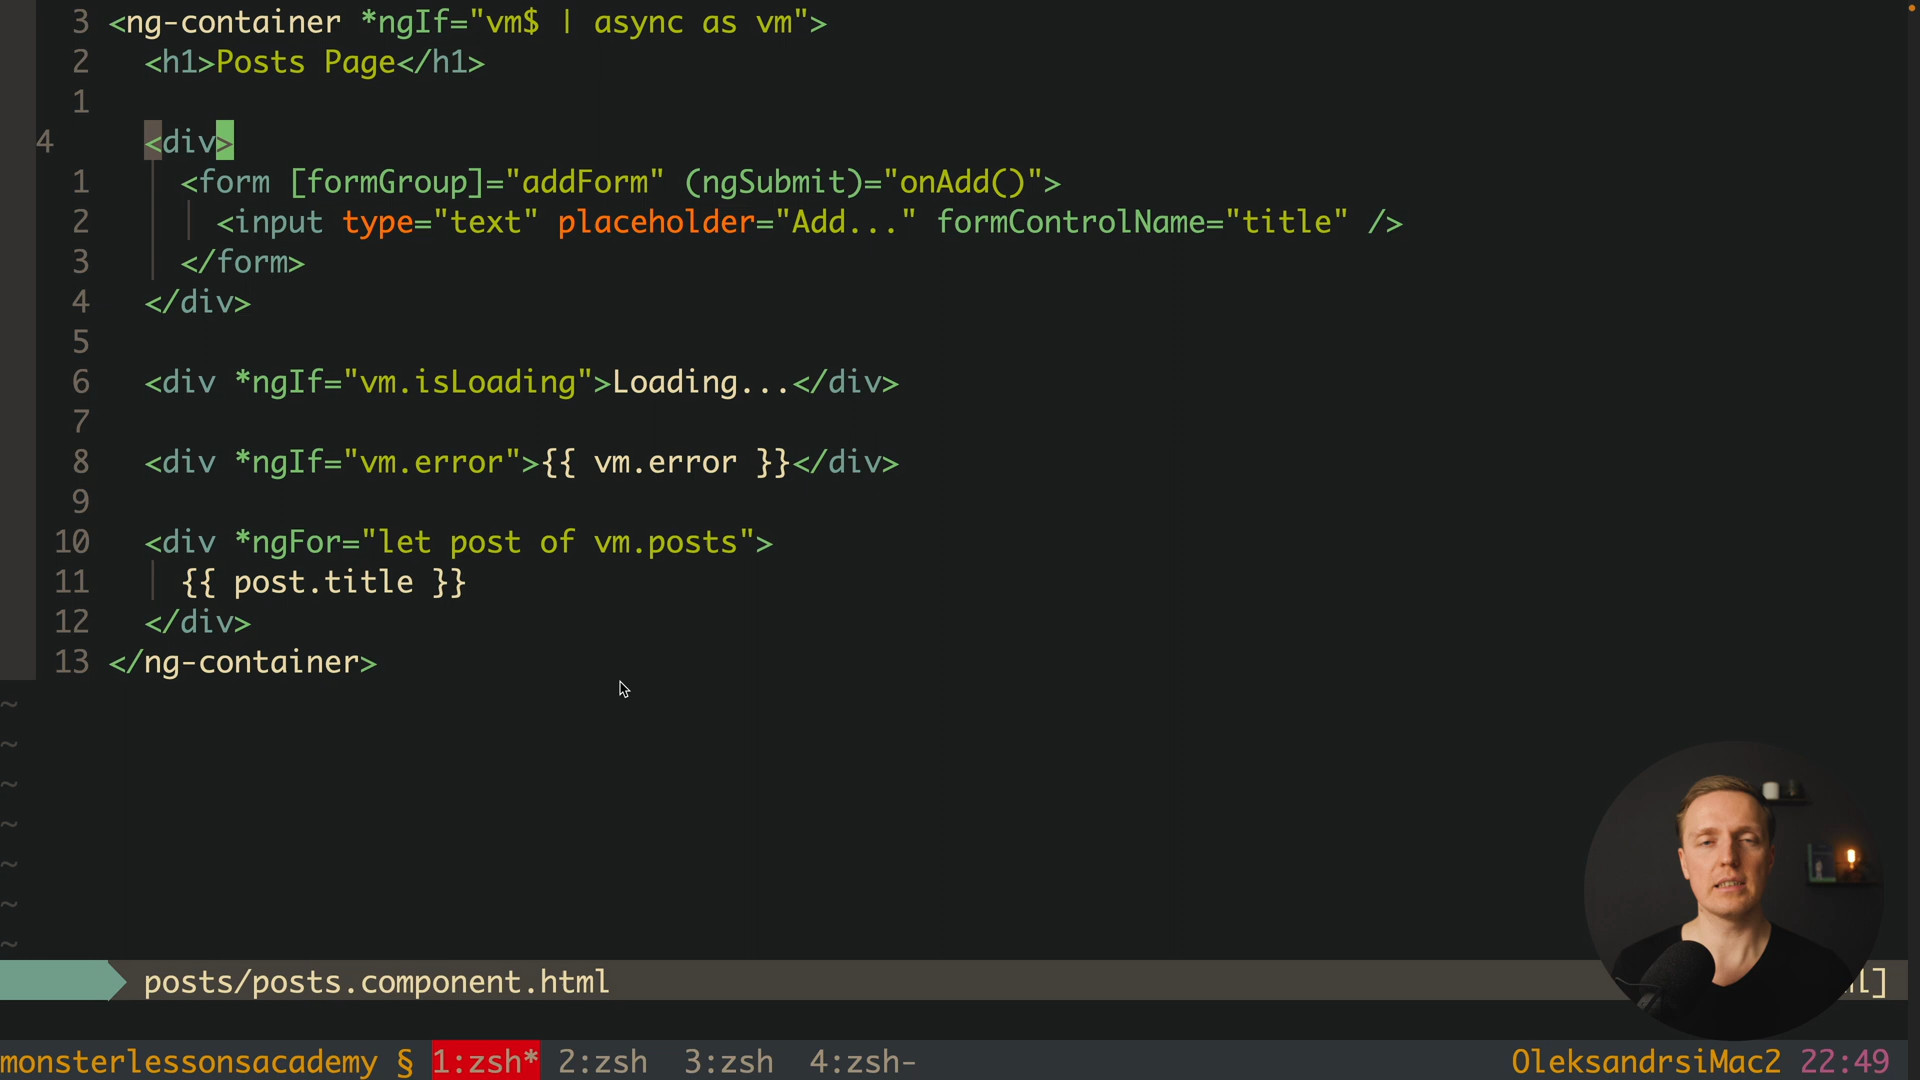 3 <ng-container *ngIf="vm$ | async as vm">
2 <h1>Posts Page</h1>
1
4 <div>
1 <form [formGroup]="addForm" (ngSubmit)="onAdd()">
2 <input type="text" placeholder="Add..." formControlName="title" />
3 </form>
4 </div>
5
6 <div *ngIf="vm.isLoading">Loading...</div>
7
8 <div *ngIf="vm.error">{{ vm.error }}</div>
9
10 <div *ngFor="let post of vm.posts">
11 {{ post.title }}
12 </div>
13 </ng-container>
~
~
~
~
~
~
~
posts/posts.component.html
monsterlessonsacademy § 1:zsh* 2:zsh 3:zsh 4:zsh- OleksandrsiMac2 22:49